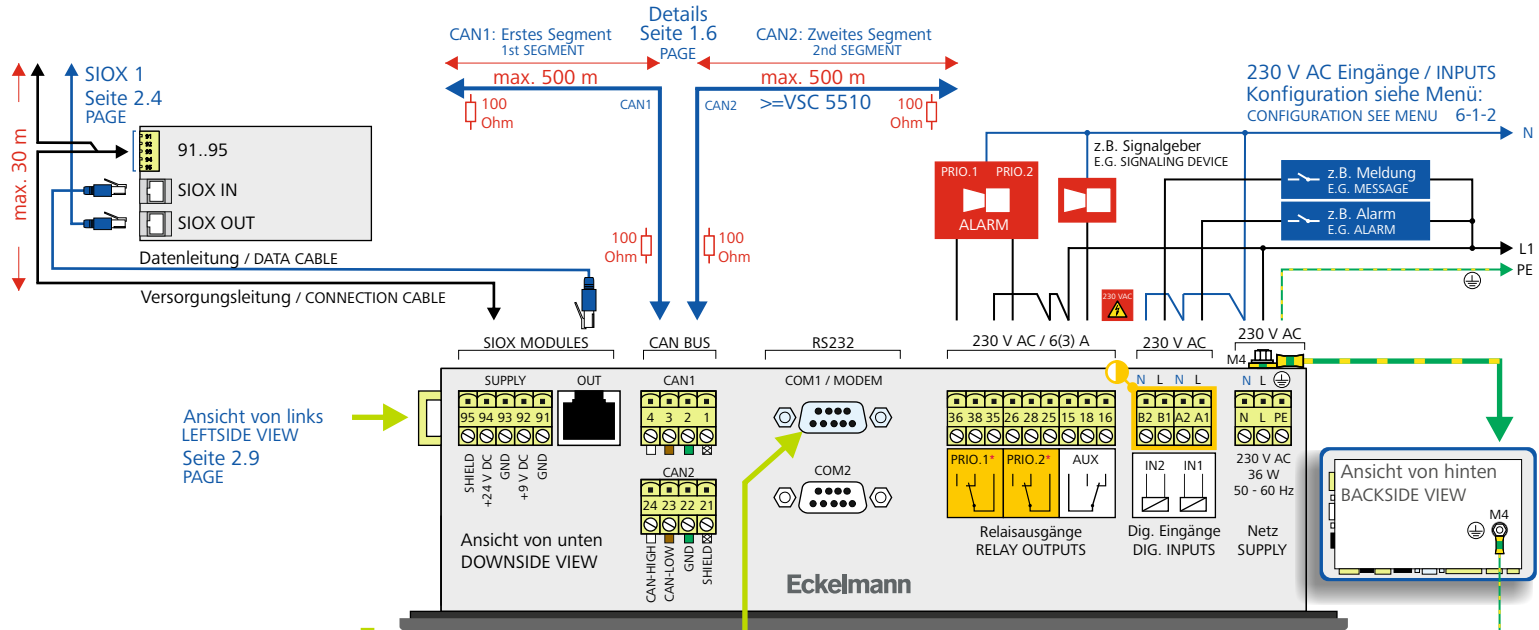 Details
Seite 1.6
PAGE
CAN1: Erstes Segment
1st SEGMENT
max. 500 m
100
Ohm
CAN1
CAN2: Zweites Segment
2nd SEGMENT
max. 500 m
CAN2
>=VSC 5510
100
Ohm
100
Ohm
100
Ohm
max. 30 m
SIOX 1
Seite 2.4
PAGE
91
92
93
94
95
91..95
SIOX IN
SIOX OUT
Datenleitung / DATA CABLE
Versorgungsleitung / CONNECTION CABLE
230 V AC Eingänge / INPUTS
Konfiguration siehe Menü:
CONFIGURATION SEE MENU 6-1-2
N
z.B. Signalgeber
E.G. SIGNALING DEVICE
PRIO.1 PRIO.2
ALARM
z.B. Meldung
E.G. MESSAGE
z.B. Alarm
E.G. ALARM
L1
PE
230 VAC
SIOX MODULES
CAN BUS
RS232
230 V AC / 6(3) A
230 V AC
230 V AC
M4
SUPPLY
OUT
95 94 93 92 91
SHIELD
+24 V DC
GND
+9 V DC
GND
CAN1
4 3 2 1
CAN2
24 23 22 21
CAN-HIGH
CAN-LOW
GND
SHIELD
COM1 / MODEM
COM2
36 38 35 26 28 25 15 18 16
PRIO.1* PRIO.2* AUX
Relaisausgänge
RELAY OUTPUTS
N L N L
B2 B1 A2 A1
IN2 IN1
Dig. Eingänge
DIG. INPUTS
N L
N L PE
230 V AC
36 W
50 - 60 Hz
Netz
SUPPLY
Ansicht von links
LEFTSIDE VIEW
Seite 2.9
PAGE
Ansicht von unten
DOWNSIDE VIEW
Eckelmann
Ansicht von hinten
BACKSIDE VIEW
M4